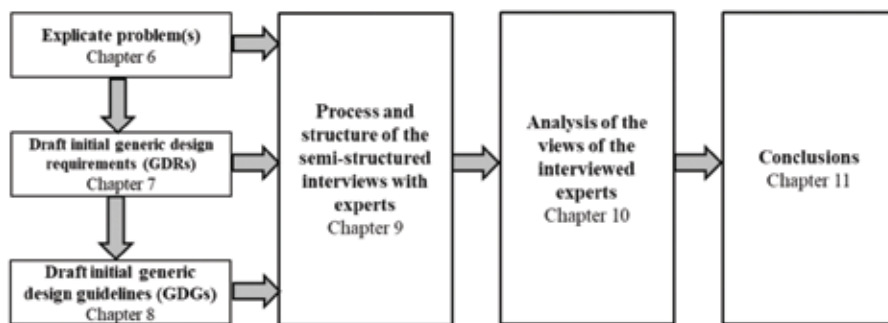 Explicate problem(s)
Chapter 6
Draft initial generic design
requirements (GDRs)
Chapter 7
Draft initial generic
design guidelines (GDGs)
Chapter 8
Process and
structure of the
semi-structured
interviews with
experts
Chapter 9
Analysis of the
views of the
interviewed
experts
Chapter 10
Conclusions
Chapter 11